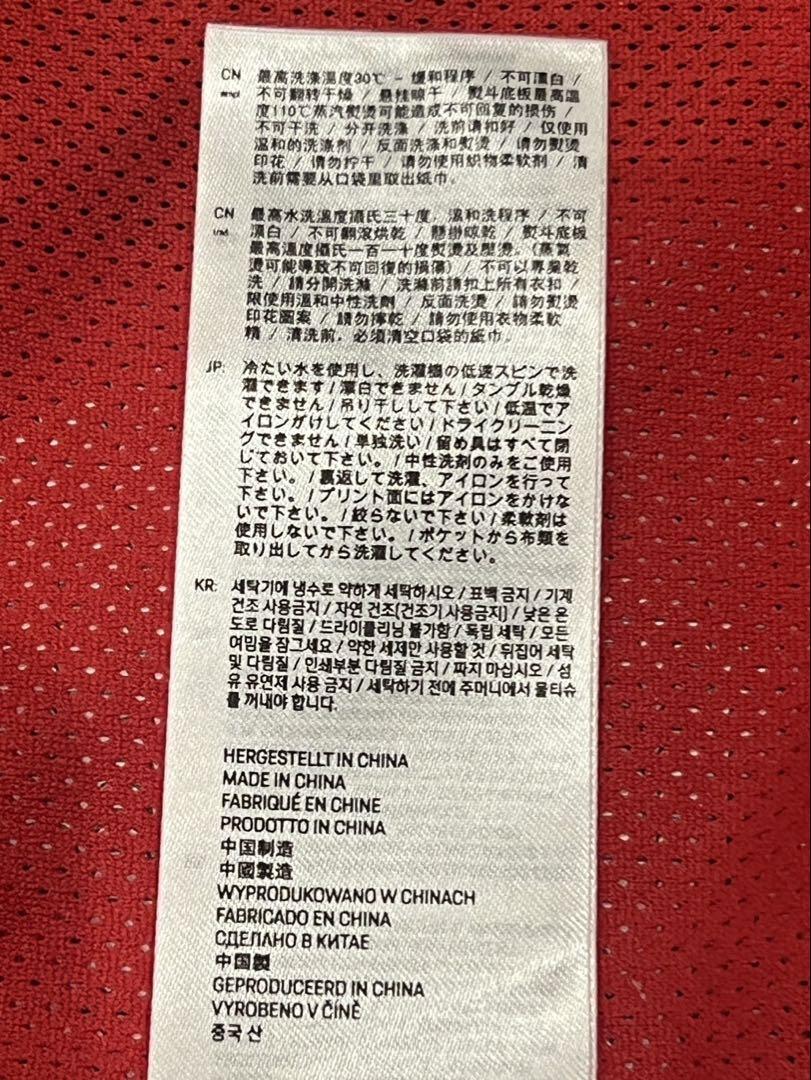 CN 最高洗涤温度30℃ - 缓和程序 / 不可漂白 /
smpl 不可翻转干燥 / 悬挂晾干 / 熨斗底板最高温
度110℃蒸汽熨烫可能造成不可回复的损伤 /
不可干洗 / 分开洗涤 / 洗前请扣好 / 仅使用
温和的洗涤剂 / 反面洗涤和熨烫 / 请勿熨烫
印花 / 请勿拧干 / 请勿使用织物柔软剂 / 清
洗前需要从口袋里取出纸巾。
CN 最高水洗溫度攝氏三十度，溫和洗程序 / 不可
trad. 漂白 / 不可翻滾烘乾 / 懸掛晾乾 / 熨斗底板
最高溫度攝氏一百一十度熨燙及壓燙。(蒸氣
燙可能導致不可回復的損傷) / 不可以專業乾
洗 / 請分開洗滌 / 洗滌前請扣上所有衣扣 /
限使用溫和中性洗劑 / 反面洗燙 / 請勿熨燙
印花圖案 / 請勿擰乾 / 請勿使用衣物柔軟
精 / 清洗前，必須清空口袋的紙巾。
JP: 冷たい水を使用し、洗濯機の低速スピンで洗
濯できます/漂白できません/タンブル乾燥
できません/吊り干しして下さい/低温でア
イロンがけしてください/ドライクリーニン
グできません/単独洗い/留め具はすべて閉
じておいて下さい。/中性洗剤のみをご使用
下さい。/裏返して洗濯、アイロンを行って
下さい。/プリント面にはアイロンをかけな
いで下さい。/絞らないで下さい/柔軟剤は
使用しないで下さい。/ポケットから布類を
取り出してから洗濯してください。
KR: 세탁기에 냉수로 약하게 세탁하시오 / 표백 금지 / 기계
건조 사용금지 / 자연 건조(건조기 사용금지) / 낮은 온
도로 다림질 / 드라이클리닝 불가함 / 독립 세탁 / 모든
여밈을 잠그세요 / 약한 세제만 사용할 것 / 뒤집어 세탁
및 다림질 / 인쇄부분 다림질 금지 / 짜지 마십시오 / 섬
유 유연제 사용 금지 / 세탁하기 전에 주머니에서 물티슈
를 꺼내야 합니다.
HERGESTELLT IN CHINA
MADE IN CHINA
FABRIQUÉ EN CHINE
PRODOTTO IN CHINA
中国制造
中國製造
WYPRODUKOWANO W CHINACH
FABRICADO EN CHINA
СДЕЛАНО В КИТАЕ
中国製
GEPRODUCEERD IN CHINA
VYROBENO V ČÍNĚ
중국 산